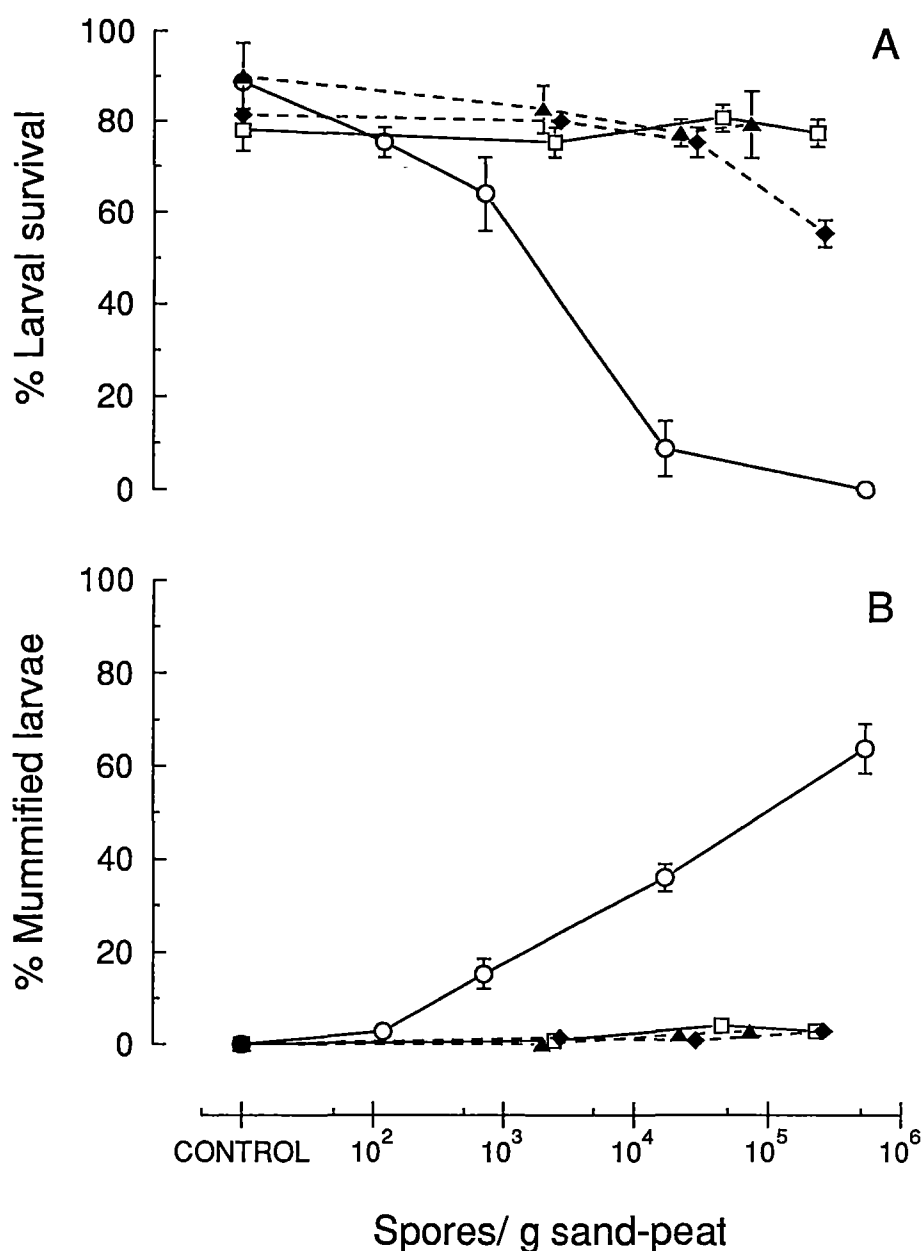 A
100
80
60
40
20
0
% Larval survival
B
100
80
60
40
20
0
% Mummified larvae
CONTROL 10² 10³ 10⁴ 10⁵ 10⁶
Spores/ g sand-peat